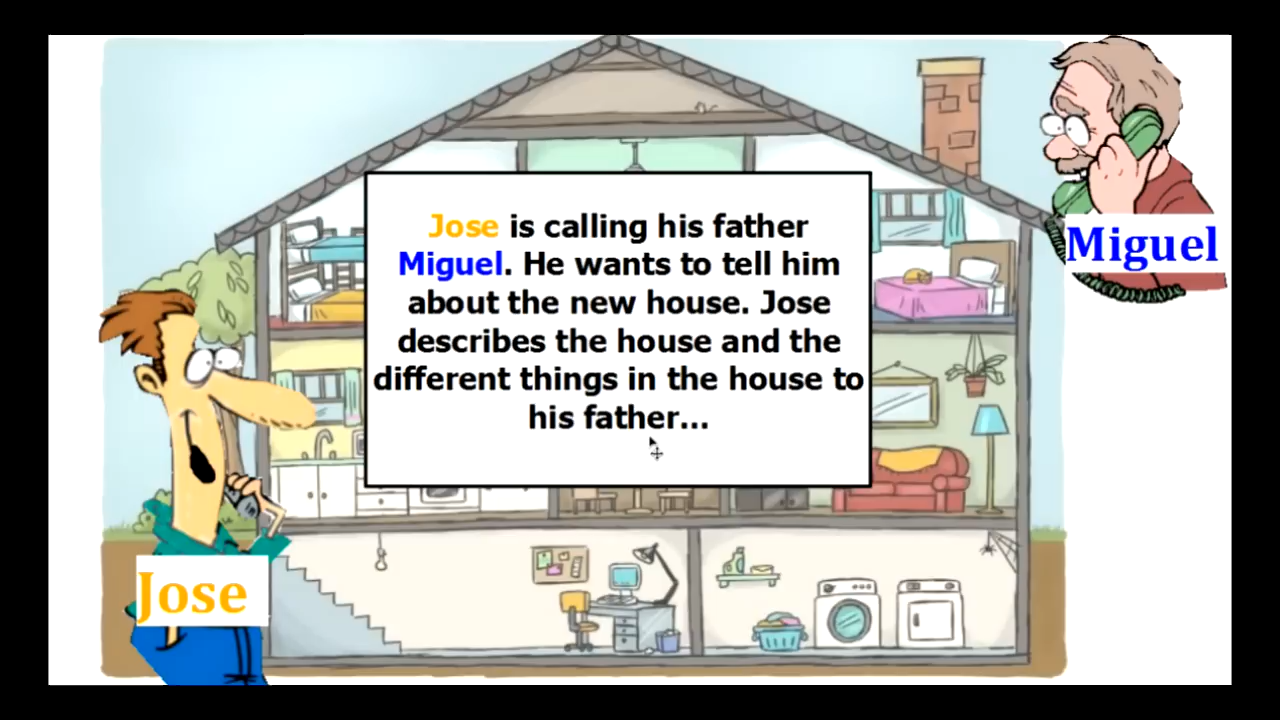 Jose is calling his father
Miguel. He wants to tell him
about the new house. Jose
describes the house and the
different things in the house to
his father...
Miguel
Jose